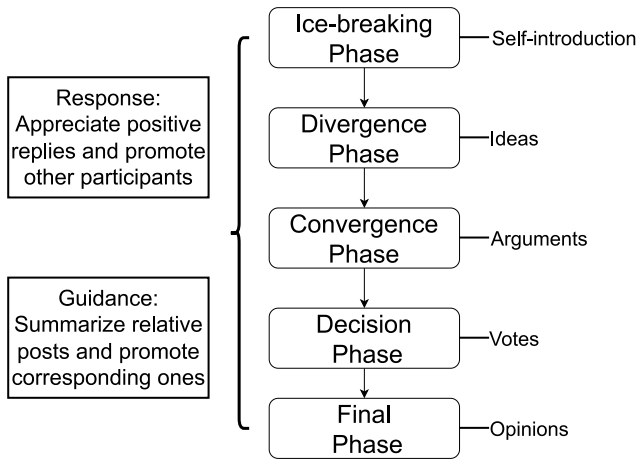 Ice-breaking
Phase
Self-introduction
Response:
Appreciate positive
replies and promote
other participants
Divergence
Phase
Ideas
Convergence
Phase
Arguments
Guidance:
Summarize relative
posts and promote
corresponding ones
Decision
Phase
Votes
Final
Phase
Opinions